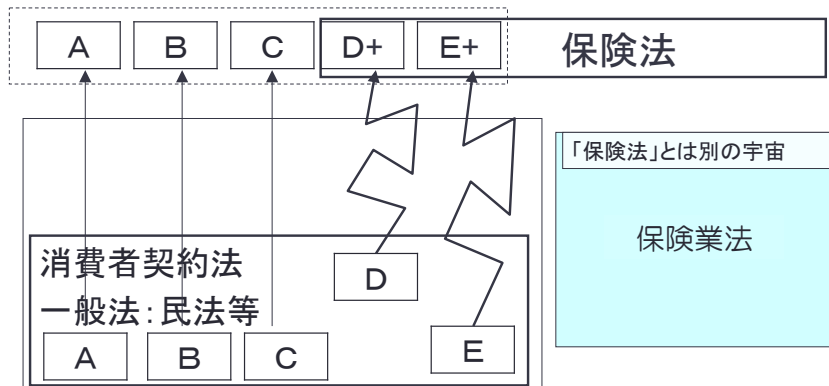 A B C D+ E+ 保険法
「保険法」とは別の宇宙
保険業法
消費者契約法
D
一般法:民法等
A B C E